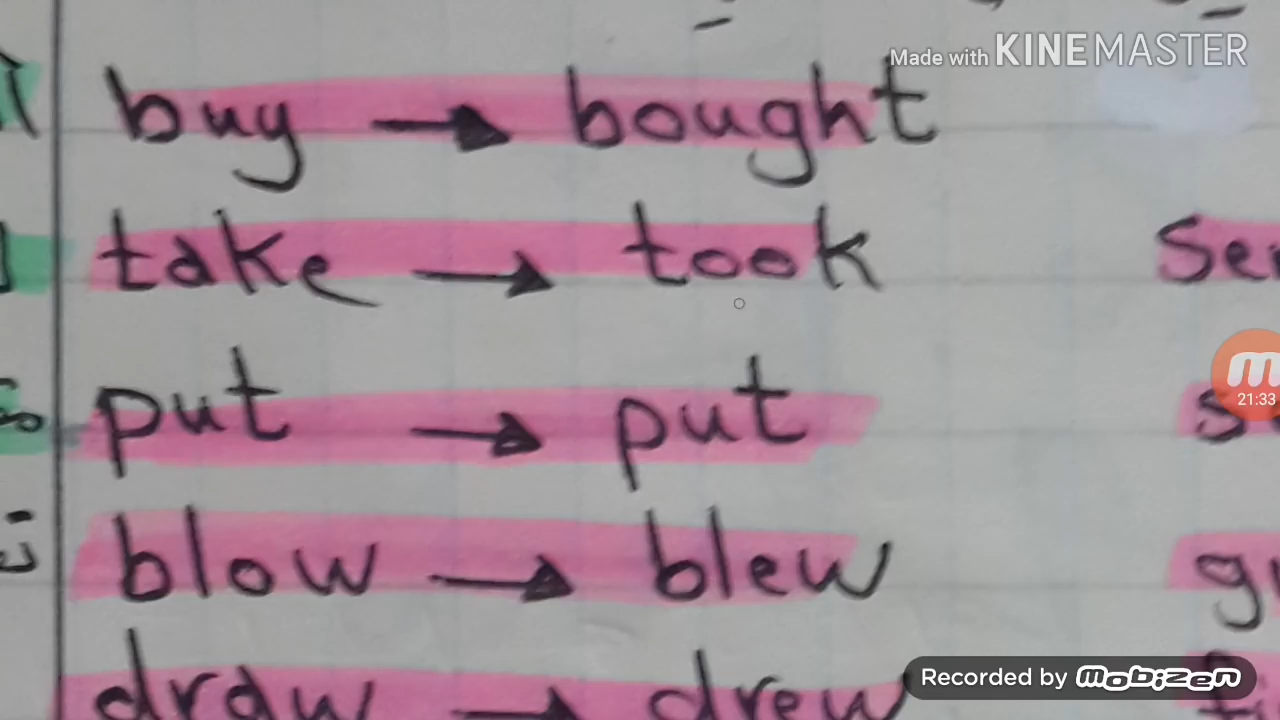 Made with KINEMASTER
buy → bought
take → took
put → put
21:33
blow → blew
draw → drew
Recorded by mobizen